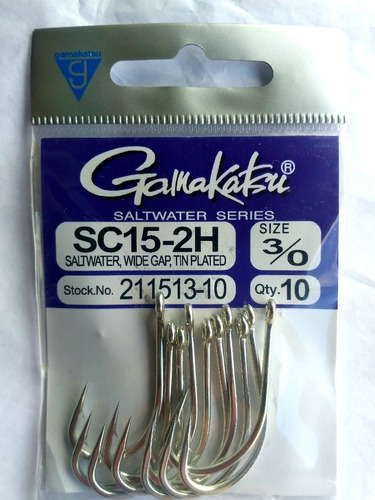 gamakatsu
G
Gamakatsu®
SALTWATER SERIES
SC15-2H
SALTWATER, WIDE GAP, TIN PLATED
SIZE
3/0
Stock.No. 211513-10
Qty. 10